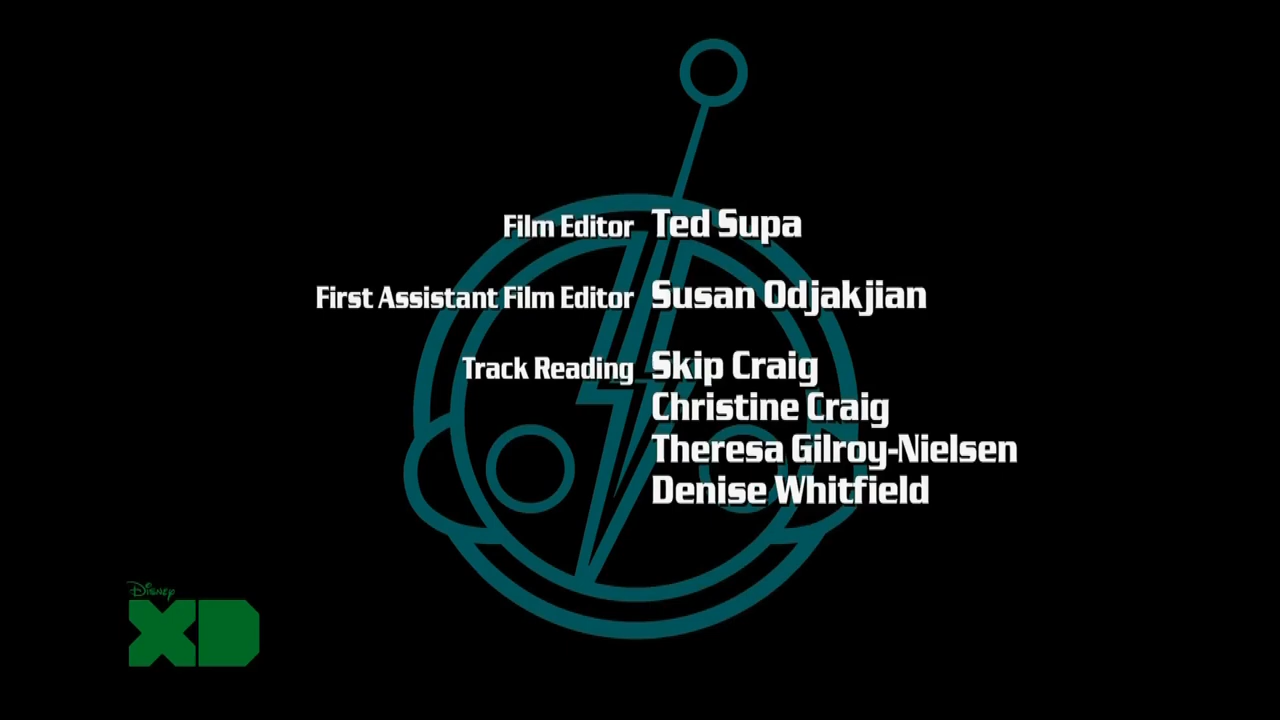 Film Editor Ted Supa
First Assistant Film Editor Susan Odjakjian
Track Reading Skip Craig
Christine Craig
Theresa Gilroy-Nielsen
Denise Whitfield
Disney
XD